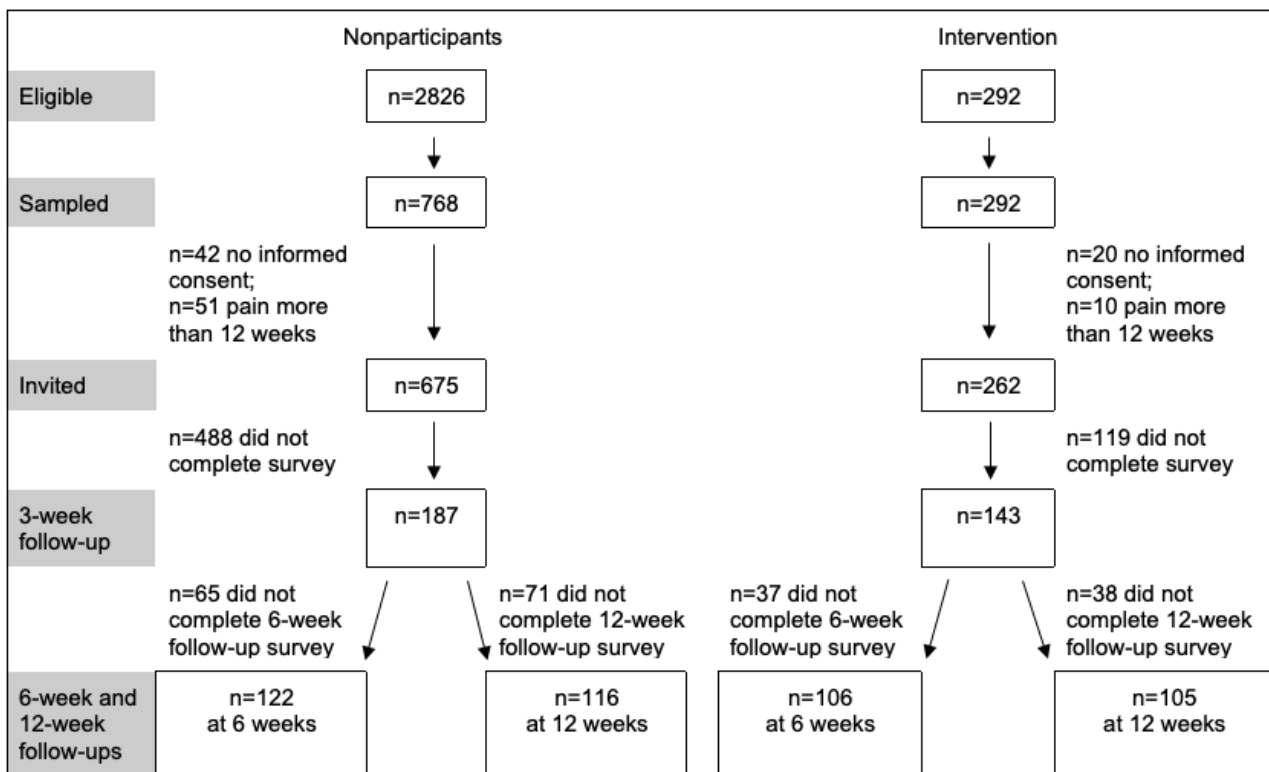 Nonparticipants
Intervention
Eligible
n=2826
n=292
Sampled
n=768
n=292
n=42 no informed
consent;
n=51 pain more
than 12 weeks
n=20 no informed
consent;
n=10 pain more
than 12 weeks
Invited
n=675
n=262
n=488 did not
complete survey
n=119 did not
complete survey
3-week
follow-up
n=187
n=143
n=65 did not
complete 6-week
follow-up survey
n=71 did not
complete 12-week
follow-up survey
n=37 did not
complete 6-week
follow-up survey
n=38 did not
complete 12-week
follow-up survey
6-week and
12-week
follow-ups
n=122
at 6 weeks
n=116
at 12 weeks
n=106
at 6 weeks
n=105
at 12 weeks